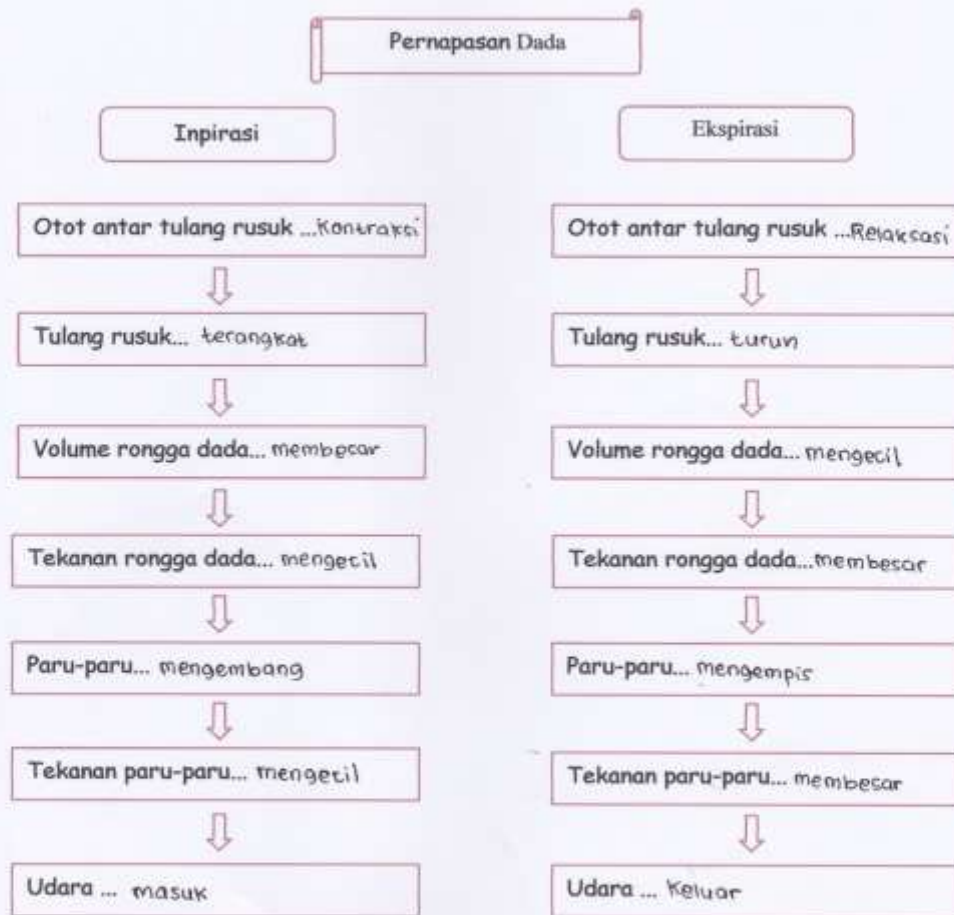 Pernapasan Dada
Inpirasi
Ekspirasi
Otot antar tulang rusuk ...Kontraksi
Otot antar tulang rusuk ...Relaksasi
Tulang rusuk... terangkat
Tulang rusuk... turun
Volume rongga dada... membesar
Volume rongga dada... mengecil
Tekanan rongga dada... mengecil
Tekanan rongga dada...membesar
Paru-paru... mengembang
Paru-paru... mengempis
Tekanan paru-paru... mengecil
Tekanan paru-paru... membesar
Udara ... masuk
Udara ... Keluar